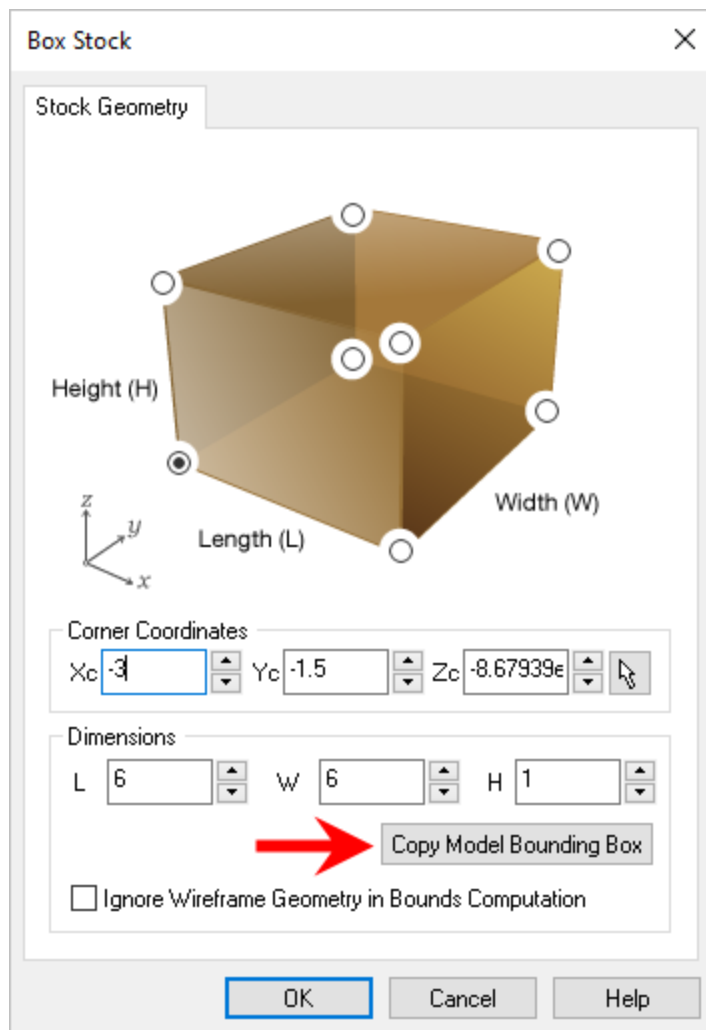 Box Stock
Stock Geometry
Height (H)
Width (W)
Length (L)
z
y
x
Corner Coordinates
Xc -3 Yc -1.5 Zc -8.67939e
Dimensions
L 6 W 6 H 1
Copy Model Bounding Box
Ignore Wireframe Geometry in Bounds Computation
OK Cancel Help